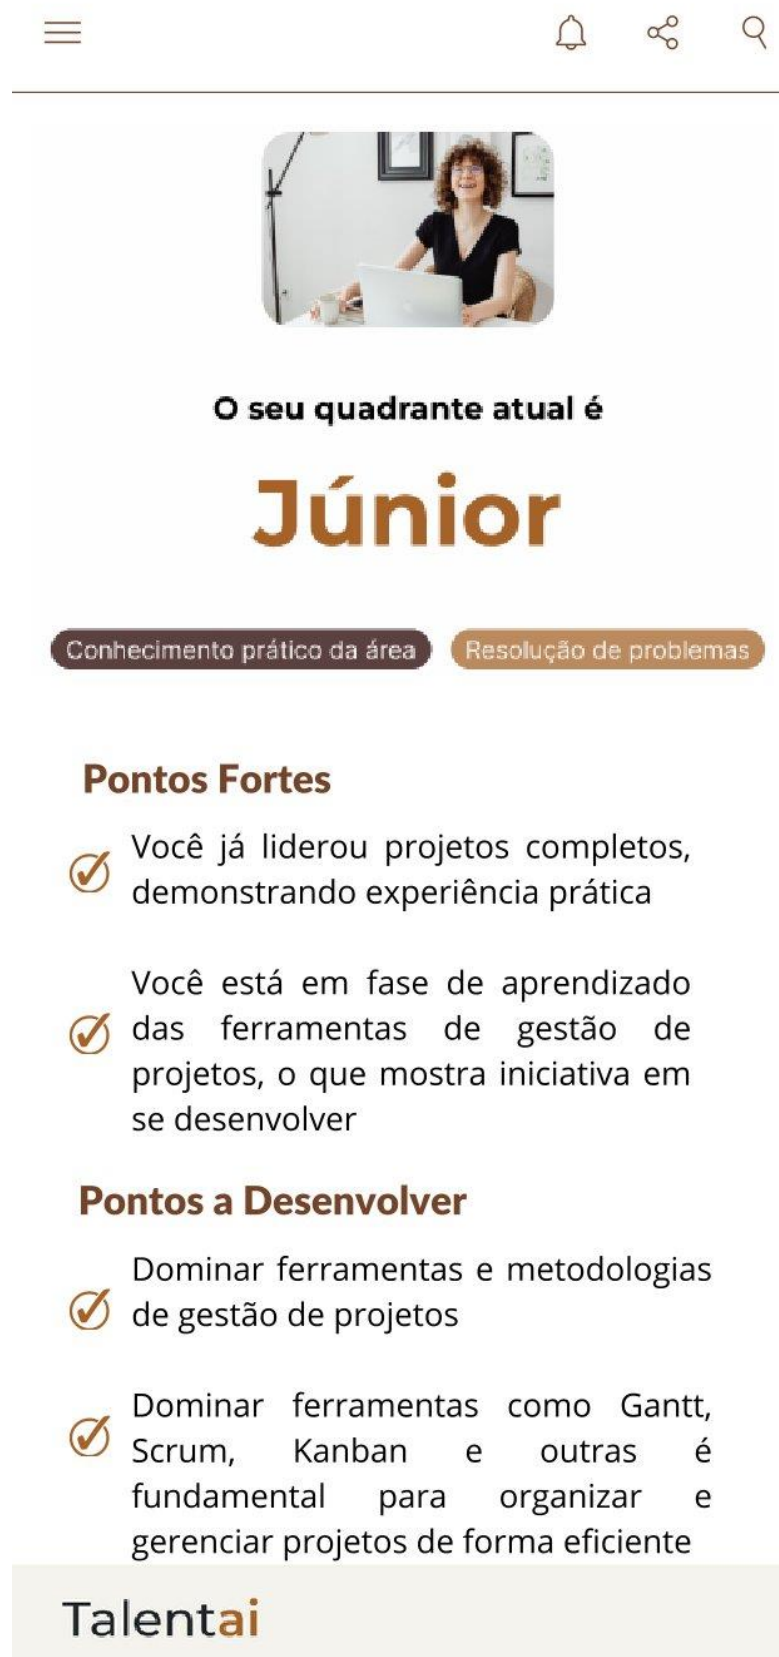 O seu quadrante atual é
Júnior
Conhecimento prático da área
Resolução de problemas
Pontos Fortes
Você já liderou projetos completos,
demonstrando experiência prática
Você está em fase de aprendizado
das ferramentas de gestão de
projetos, o que mostra iniciativa em
se desenvolver
Pontos a Desenvolver
Dominar ferramentas e metodologias
de gestão de projetos
Dominar ferramentas como Gantt,
Scrum, Kanban e outras é
fundamental para organizar e
gerenciar projetos de forma eficiente
Talentai